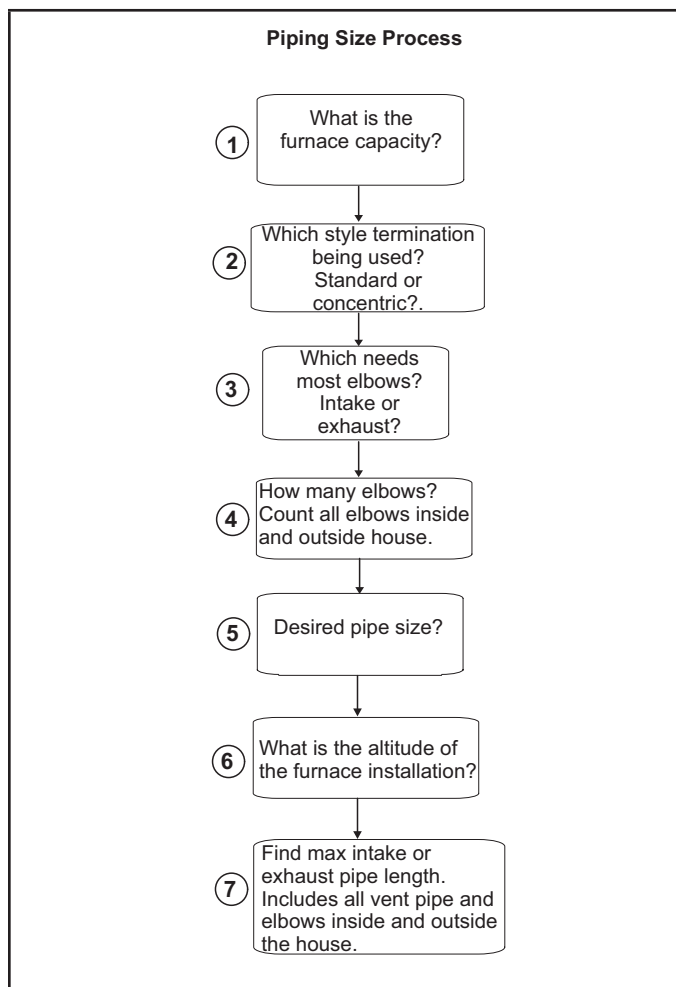 Piping Size Process
1
What is the
furnace capacity?
2
Which style termination
being used?
Standard or
concentric?.
3
Which needs
most elbows?
Intake or
exhaust?
4
How many elbows?
Count all elbows inside
and outside house.
5
Desired pipe size?
6
What is the altitude of
the furnace installation?
7
Find max intake or
exhaust pipe length.
Includes all vent pipe and
elbows inside and outside
the house.